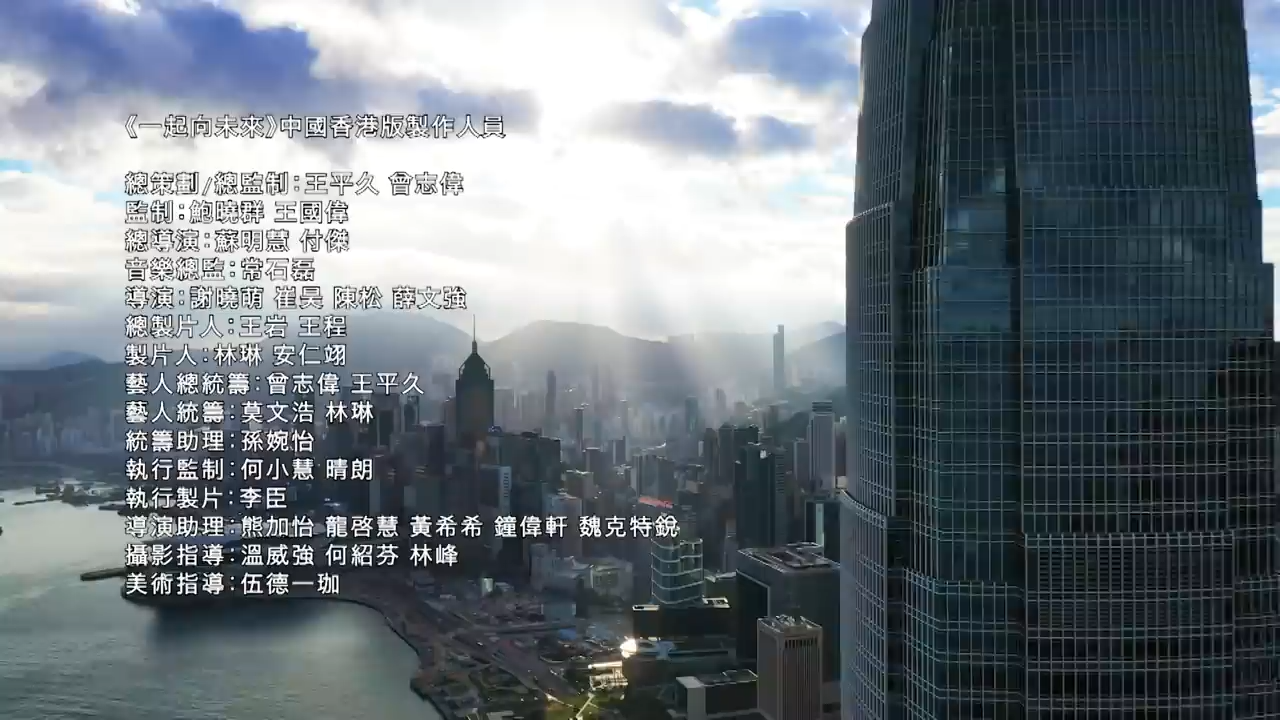 《一起向未來》中國香港版製作人員
總策劃/總監制:王平久 曾志偉
監制:鮑曉群 王國偉
總導演:蘇明慧 付傑
音樂總監:常石磊
導演:謝曉萌 崔昊 陳松 薛文強
總製片人:王岩 王程
製片人:林琳 安仁翊
藝人總統籌:曾志偉 王平久
藝人統籌:莫文浩 林琳
統籌助理:孫婉怡
執行監制:何小慧 晴朗
執行製片:李臣
導演助理:熊加怡 龍啓慧 黃希希 鐘偉軒 魏克特銳
攝影指導:溫威強 何紹芬 林峰
美術指導:伍德一珈